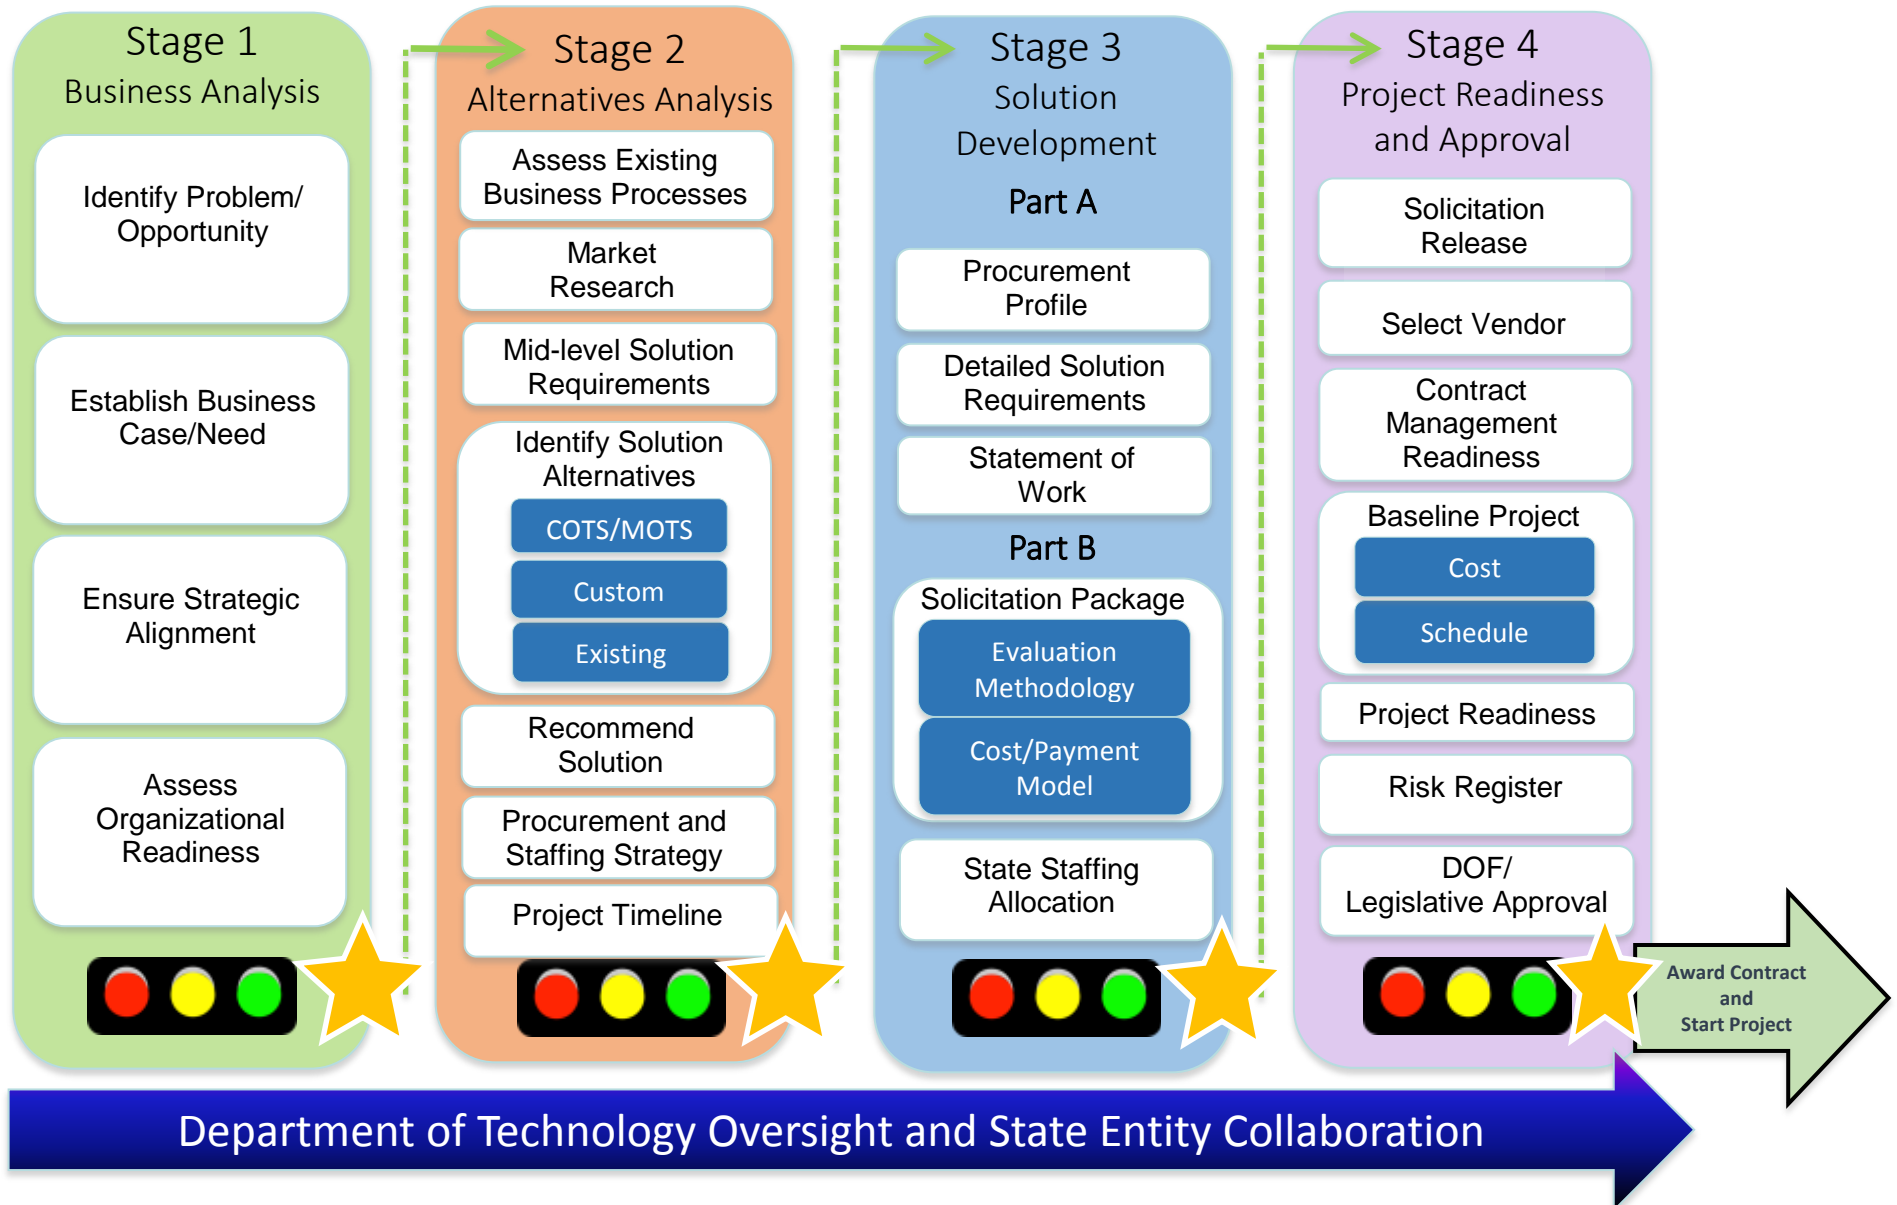 Stage 1
Business Analysis
Identify Problem/
Opportunity
Establish Business
Case/Need
Ensure Strategic
Alignment
Assess
Organizational
Readiness
Stage 2
Alternatives Analysis
Assess Existing
Business Processes
Market
Research
Mid-level Solution
Requirements
Identify Solution
Alternatives
COTS/MOTS
Custom
Existing
Recommend
Solution
Procurement and
Staffing Strategy
Project Timeline
Stage 3
Solution
Development
Part A
Procurement
Profile
Detailed Solution
Requirements
Statement of
Work
Part B
Solicitation Package
Evaluation
Methodology
Cost/Payment
Model
State Staffing
Allocation
Stage 4
Project Readiness
and Approval
Solicitation
Release
Select Vendor
Contract
Management
Readiness
Baseline Project
Cost
Schedule
Project Readiness
Risk Register
DOF/
Legislative Approval
Award Contract
and
Start Project
Department of Technology Oversight and State Entity Collaboration